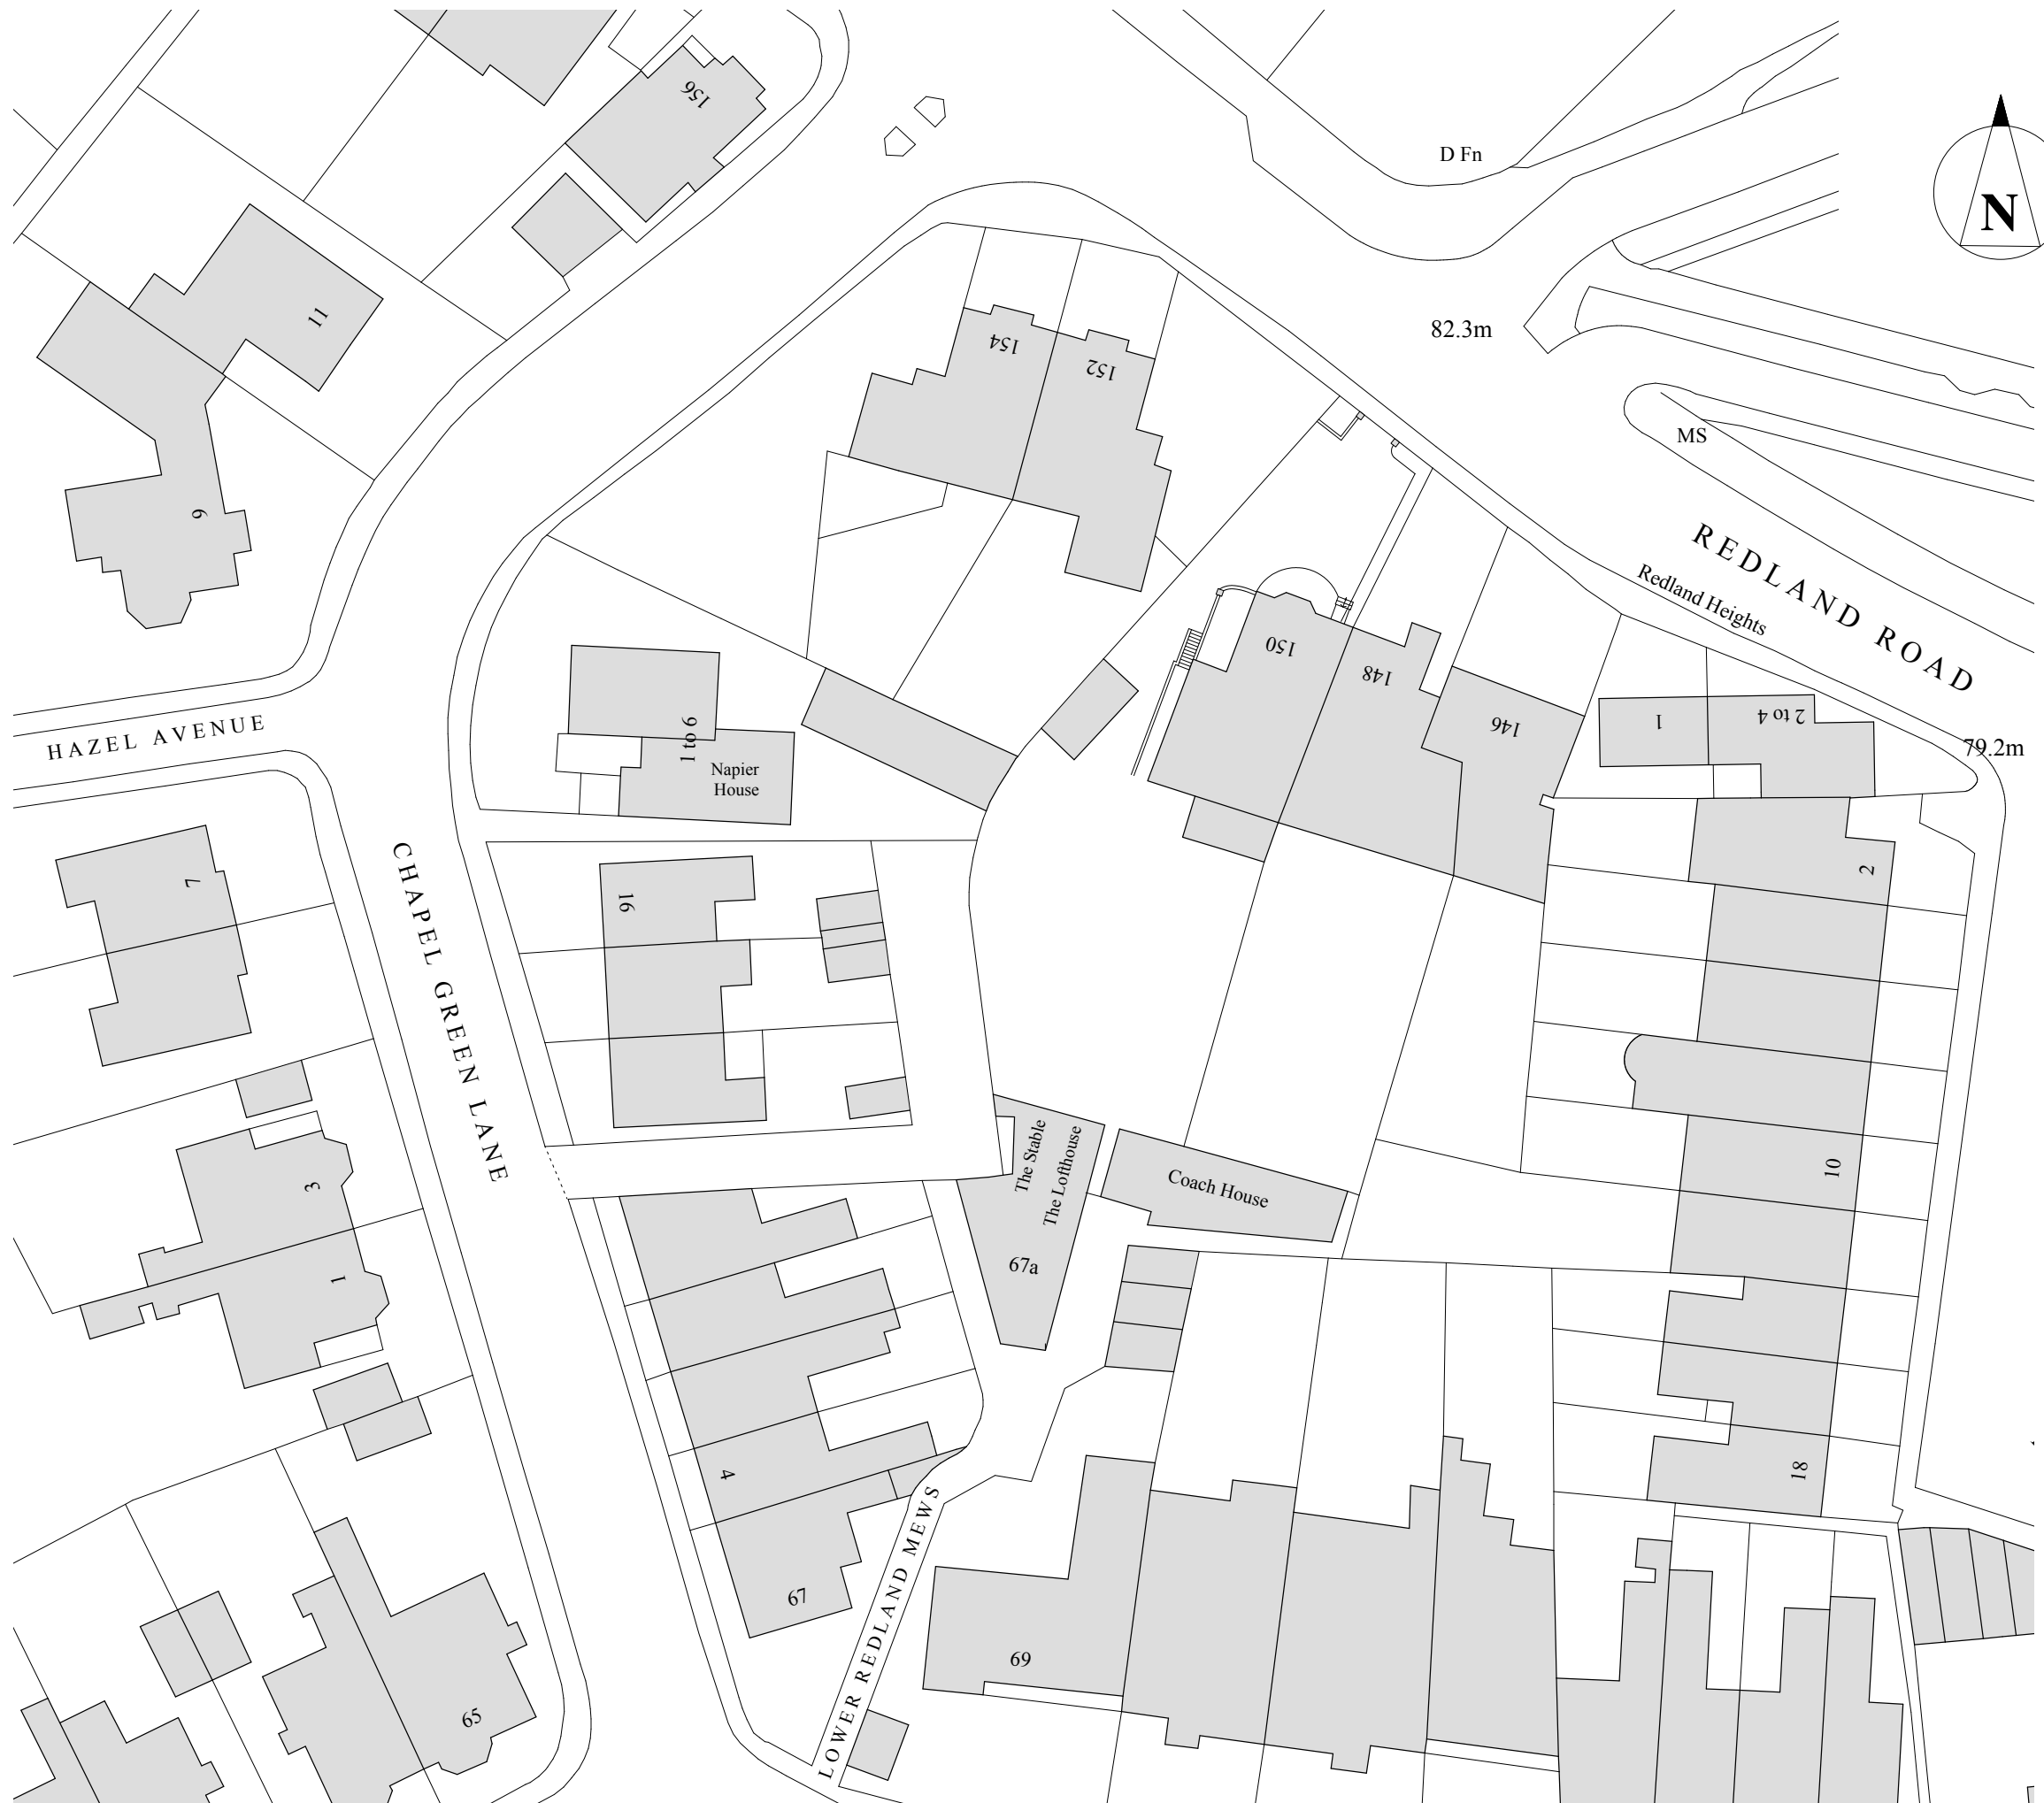 156
D Fn
N
11
154
152
82.3m
MS
9
REDLAND ROAD
Redland Heights
150
148
146
1
2 to 4
79.2m
HAZEL AVENUE
1 to 6
Napier
House
7
CHAPEL GREEN LANE
16
2
3
The Stable
The Lofthouse
Coach House
10
67a
1
4
18
67
LOWER REDLAND MEWS
69
65